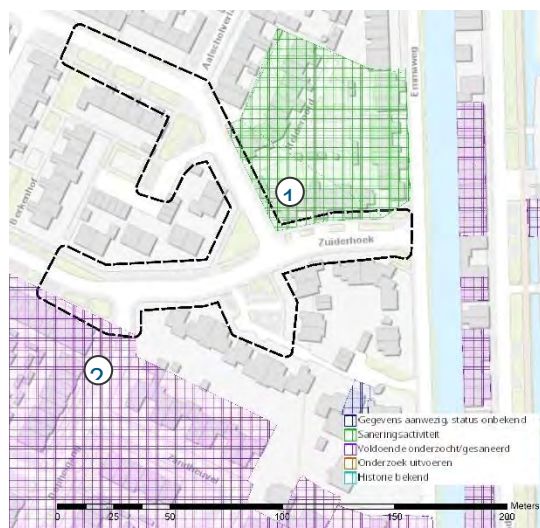 Aalscholver
Emmaweg
1
Berkenhof
Zuiderhoek
2
Gegevens aanwezig, status onbekend
Saneringsactiviteit
Voldoende onderzocht/gesaneerd
Onderzoek uitvoeren
Historie bekend
Meters
0 25 50 100 150 200